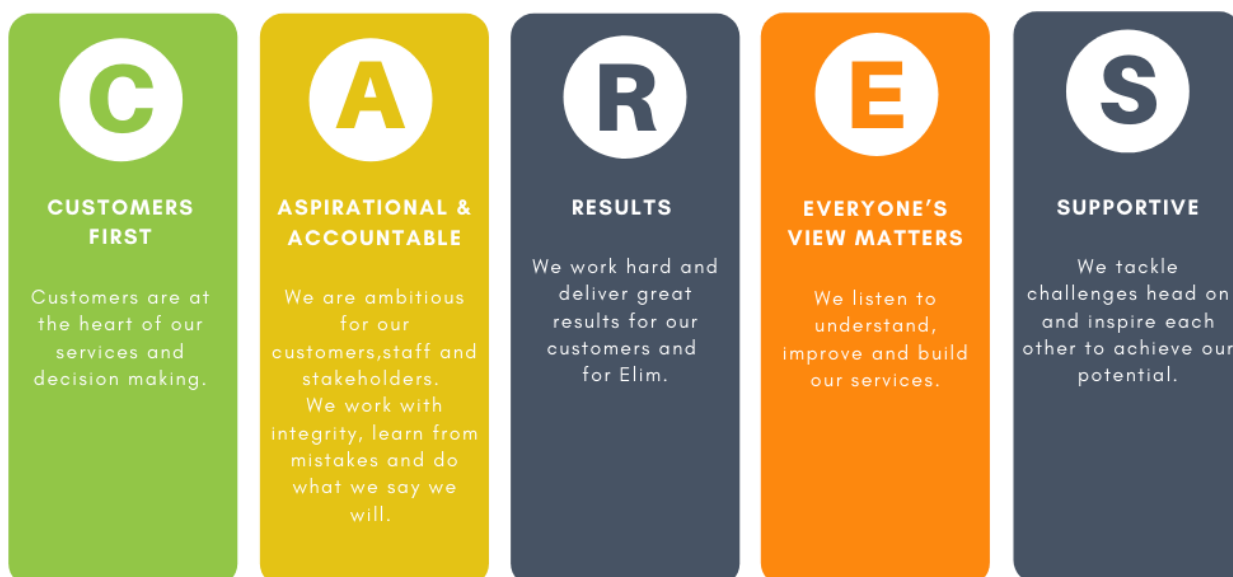 C
CUSTOMERS
FIRST
Customers are at
the heart of our
services and
decision making.
A
ASPIRATIONAL &
ACCOUNTABLE
We are ambitious
for our
customers,staff and
stakeholders.
We work with
integrity, learn from
mistakes and do
what we say we
will.
R
RESULTS
We work hard and
deliver great
results for our
customers and
for Elim.
E
EVERYONE’S
VIEW MATTERS
We listen to
understand,
improve and build
our services.
S
SUPPORTIVE
We tackle
challenges head on
and inspire each
other to achieve our
potential.